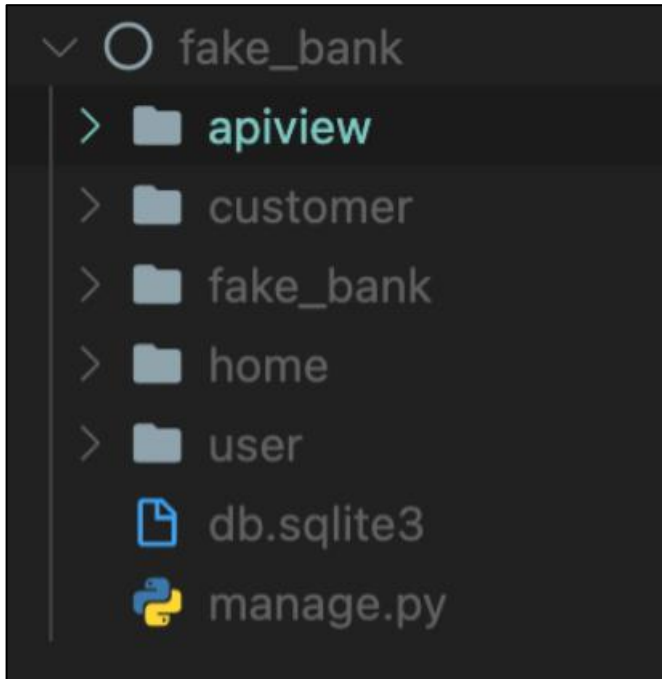 fake_bank
apiview
customer
fake_bank
home
user
db.sqlite3
manage.py